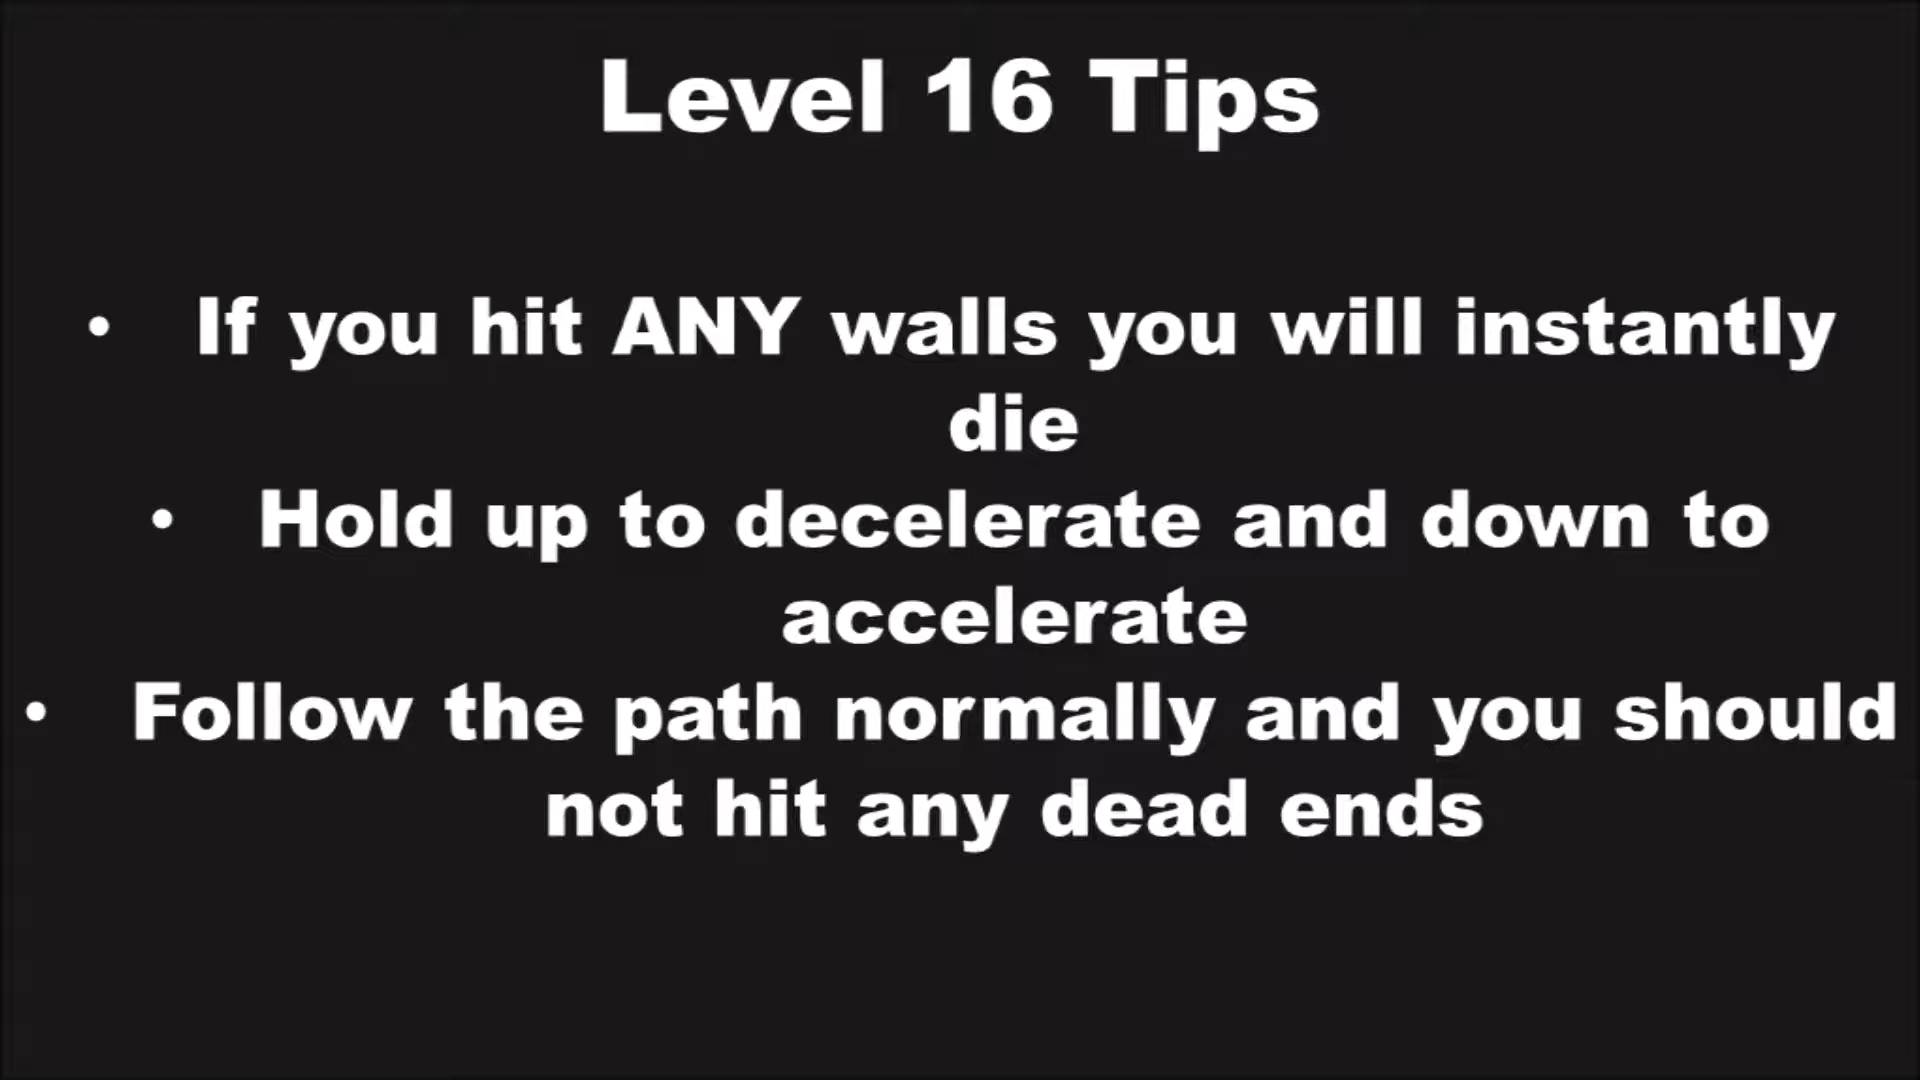 Level 16 Tips
• If you hit ANY walls you will instantly
die
• Hold up to decelerate and down to
accelerate
• Follow the path normally and you should
not hit any dead ends